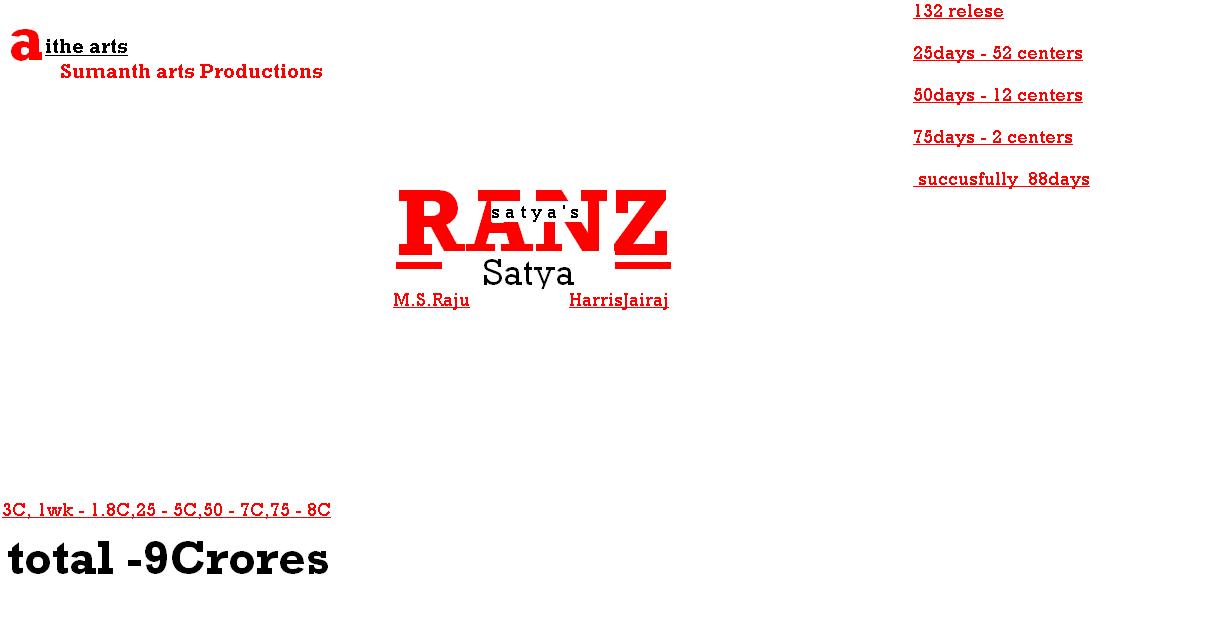 aithe arts
Sumanth arts Productions
132 relese
25days - 52 centers
50days - 12 centers
75days - 2 centers
succusfully 88days
RANZ
satya's
Satya
M.S.Raju HarrisJairaj
3C, 1wk - 1.8C,25 - 5C,50 - 7C,75 - 8C
total -9Crores